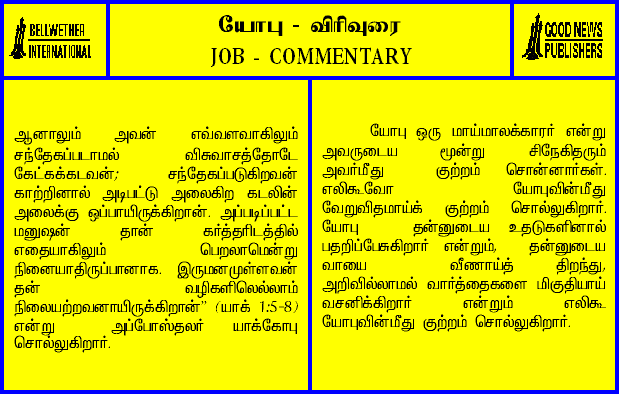 BELLWETHER
INTERNATIONAL
யோபு - விரிவுரை
JOB - COMMENTARY
GOOD NEWS
PUBLISHERS
ஆனாலும் அவன் எவ்வளவாகிலும்
சந்தேகப்படாமல் விசுவாசத்தோடே
கேட்கக்கடவன்; சந்தேகப்படுகிறவன்
காற்றினால் அடிபட்டு அலைகிற கடலின்
அலைக்கு ஒப்பாயிருக்கிறான். அப்படிப்பட்ட
மனுஷன் தான் கர்த்தரிடத்தில்
எதையாகிலும் பெறலாமென்று
நினையாதிருப்பானாக. இருமனமுள்ளவன்
தன் வழிகளிலெல்லாம்
நிலையற்றவனாயிருக்கிறான்” (யாக் 1:5-8)
என்று அப்போஸ்தலர் யாக்கோபு
சொல்லுகிறார்.
யோபு ஒரு மாய்மாலக்காரர் என்று
அவருடைய மூன்று சிநேகிதரும்
அவர்மீது குற்றம் சொன்னார்கள்.
எலிகூவோ யோபுவின்மீது
வேறுவிதமாய்க் குற்றம் சொல்லுகிறார்.
யோபு தன்னுடைய உதடுகளினால்
பதறிப்பேசுகிறார் என்றும், தன்னுடைய
வாயை வீணாய்த் திறந்து,
அறிவில்லாமல் வார்த்தைகளை மிகுதியாய்
வசனிக்கிறார் என்றும் எலிகூ
யோபுவின்மீது குற்றம் சொல்லுகிறார்.